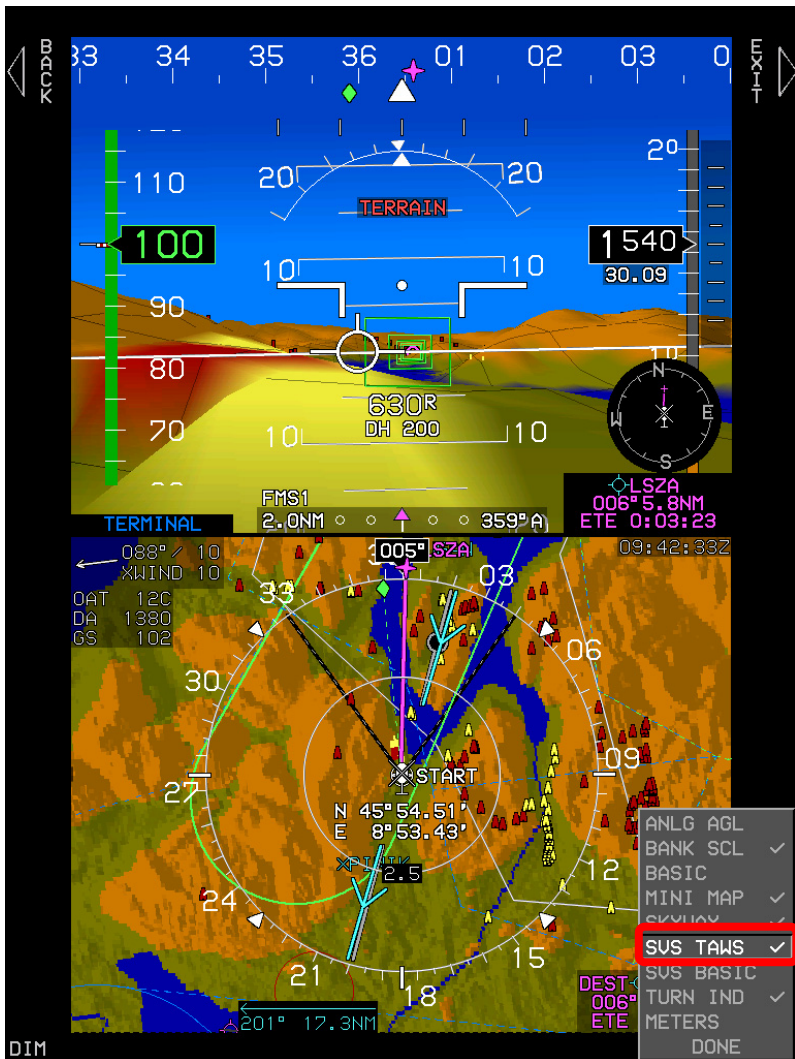 BACK
EXIT
33 34 35 36 01 02 03 0
20 20
TERRAIN
20
110
100
1 540
30.09
10 10
90
80
10
70
630R
DH 200
10 10
N
E
S
W
TERMINAL
FMS1
2.0NM 359°A
LSZA
006° 5.8NM
ETE 0:03:23
088°/ 10
XWIND 10
OAT 12C
DA 1380
GS 102
005°
SZA
09:42:33Z
33
03
30
06
27
09
24
12
21
15
18
START
N 45°54.51'
E 8°53.43'
2.5
201° 17.3NM
DEST
006°
ETE
ANLG AGL
BANK SCL ✓
BASIC
MINI MAP ✓
SKYWAY ✓
SVS TAWS ✓
SVS BASIC
TURN IND ✓
METERS
DONE
DIM